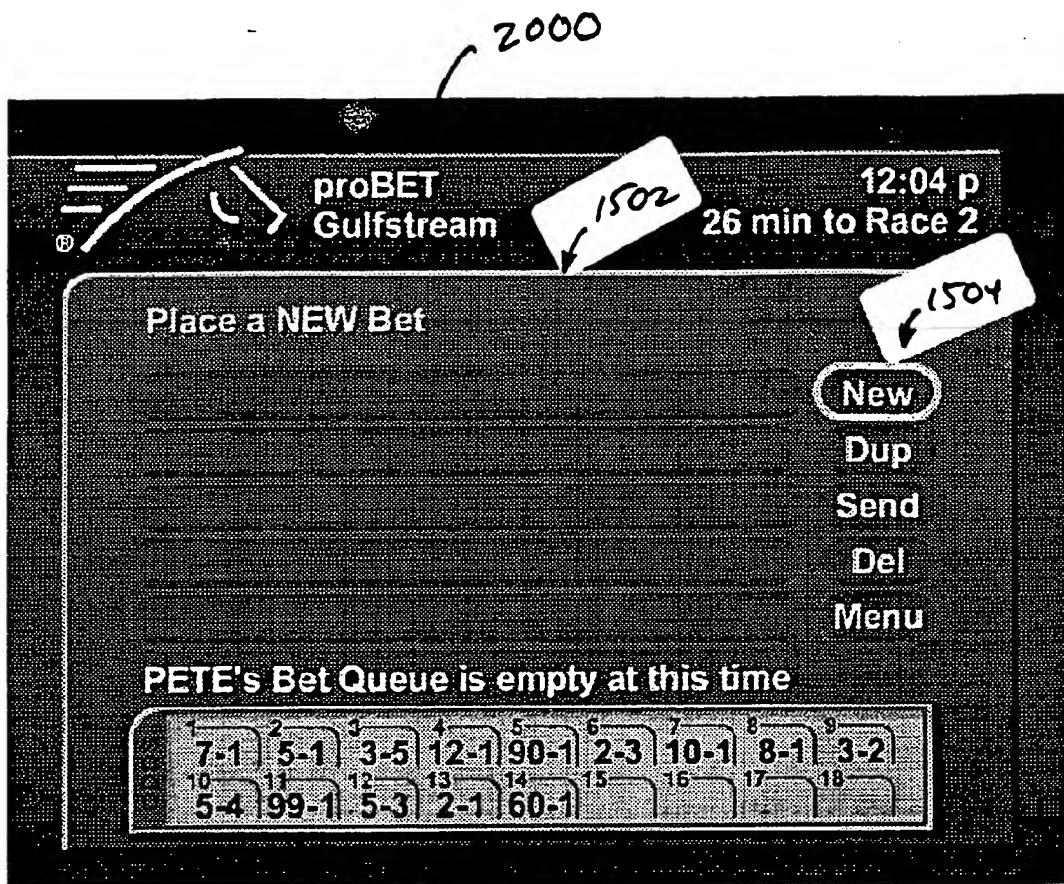 2000
proBET
Gulfstream
12:04 p
26 min to Race 2
®
1502
1504
Place a NEW Bet
New
Dup
Send
Del
Menu
PETE's Bet Queue is empty at this time
ODDS
1 2 3 4 5 6 7 8 9
7-1 5-1 3-5 12-1 90-1 2-3 10-1 8-1 3-2
10 11 12 13 14 15 16 17 18
5-4 99-1 5-3 2-1 60-1